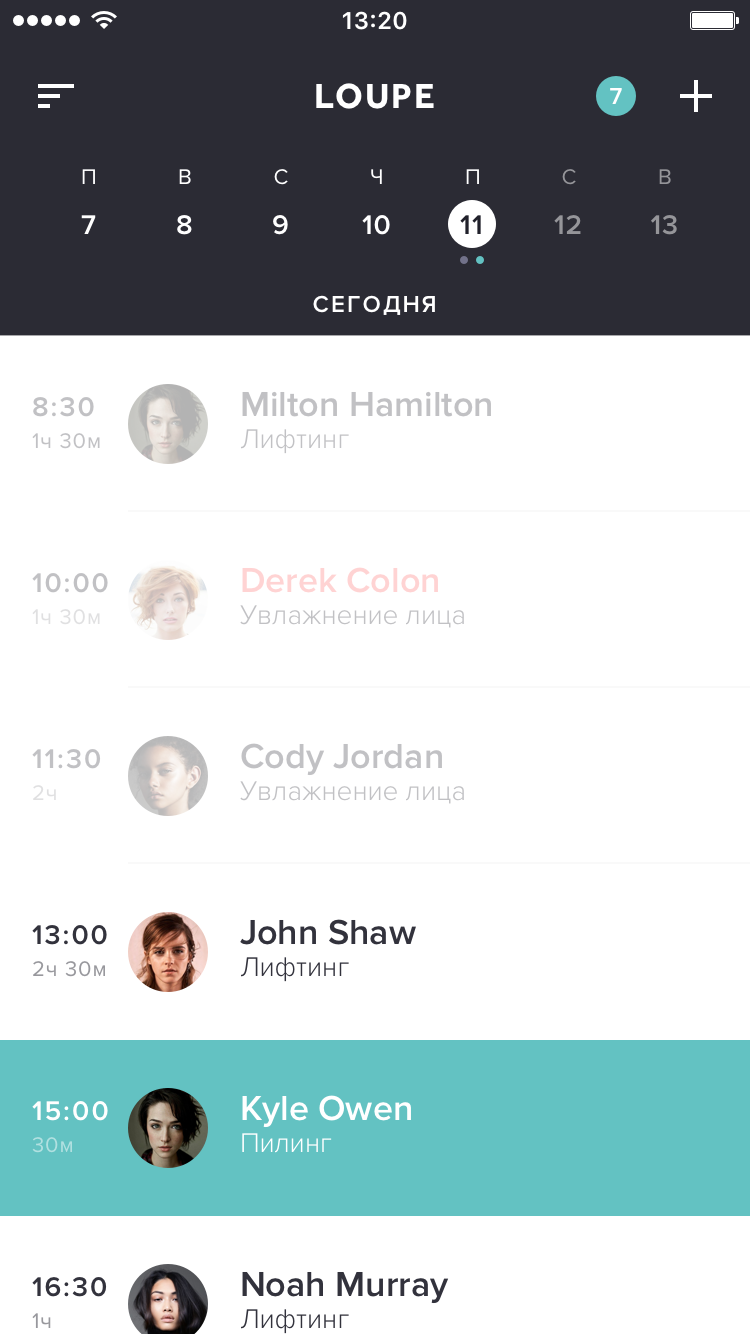 13:20
LOUPE 7
П В С Ч П С В
7 8 9 10 11 12 13
СЕГОДНЯ
8:30 Milton Hamilton
1ч 30м Лифтинг
10:00 Derek Colon
1ч 30м Увлажнение лица
11:30 Cody Jordan
2ч Увлажнение лица
13:00 John Shaw
2ч 30м Лифтинг
15:00 Kyle Owen
30м Пилинг
16:30 Noah Murray
1ч Лифтинг